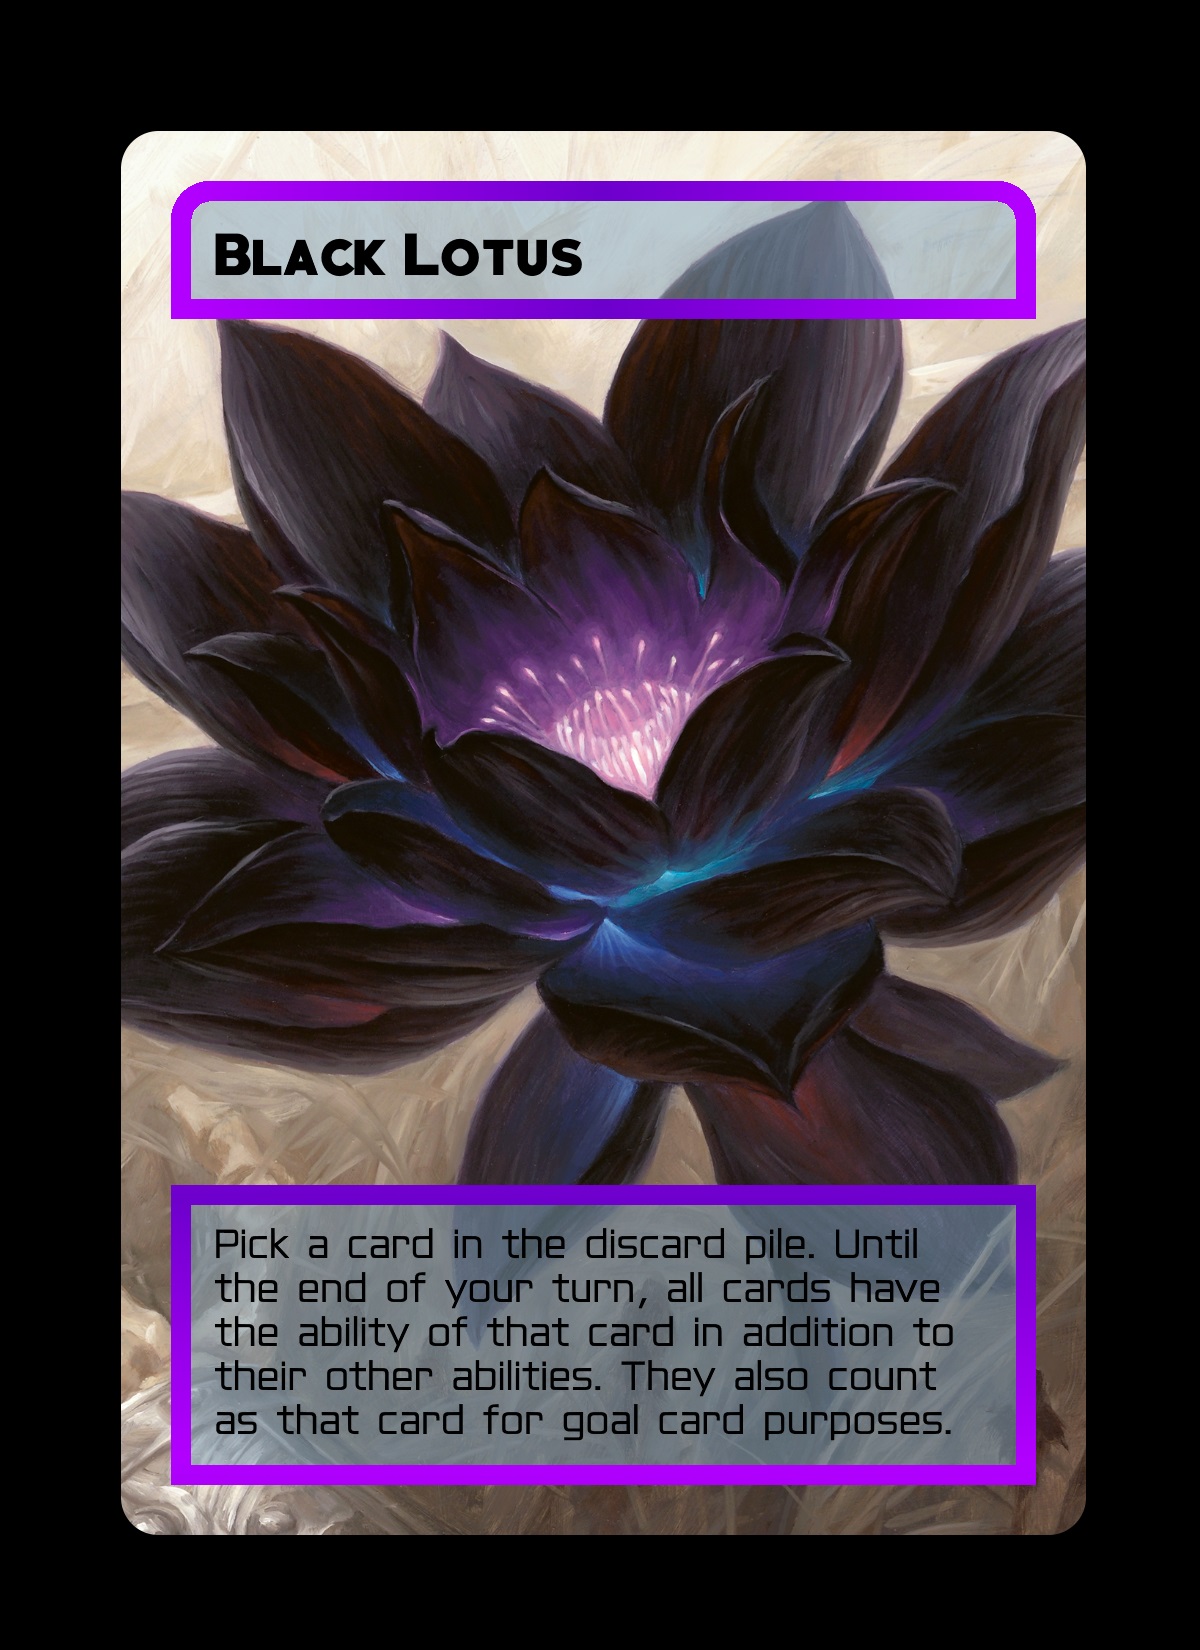 Black Lotus
Pick a card in the discard pile. Until
the end of your turn, all cards have
the ability of that card in addition to
their other abilities. They also count
as that card for goal card purposes.